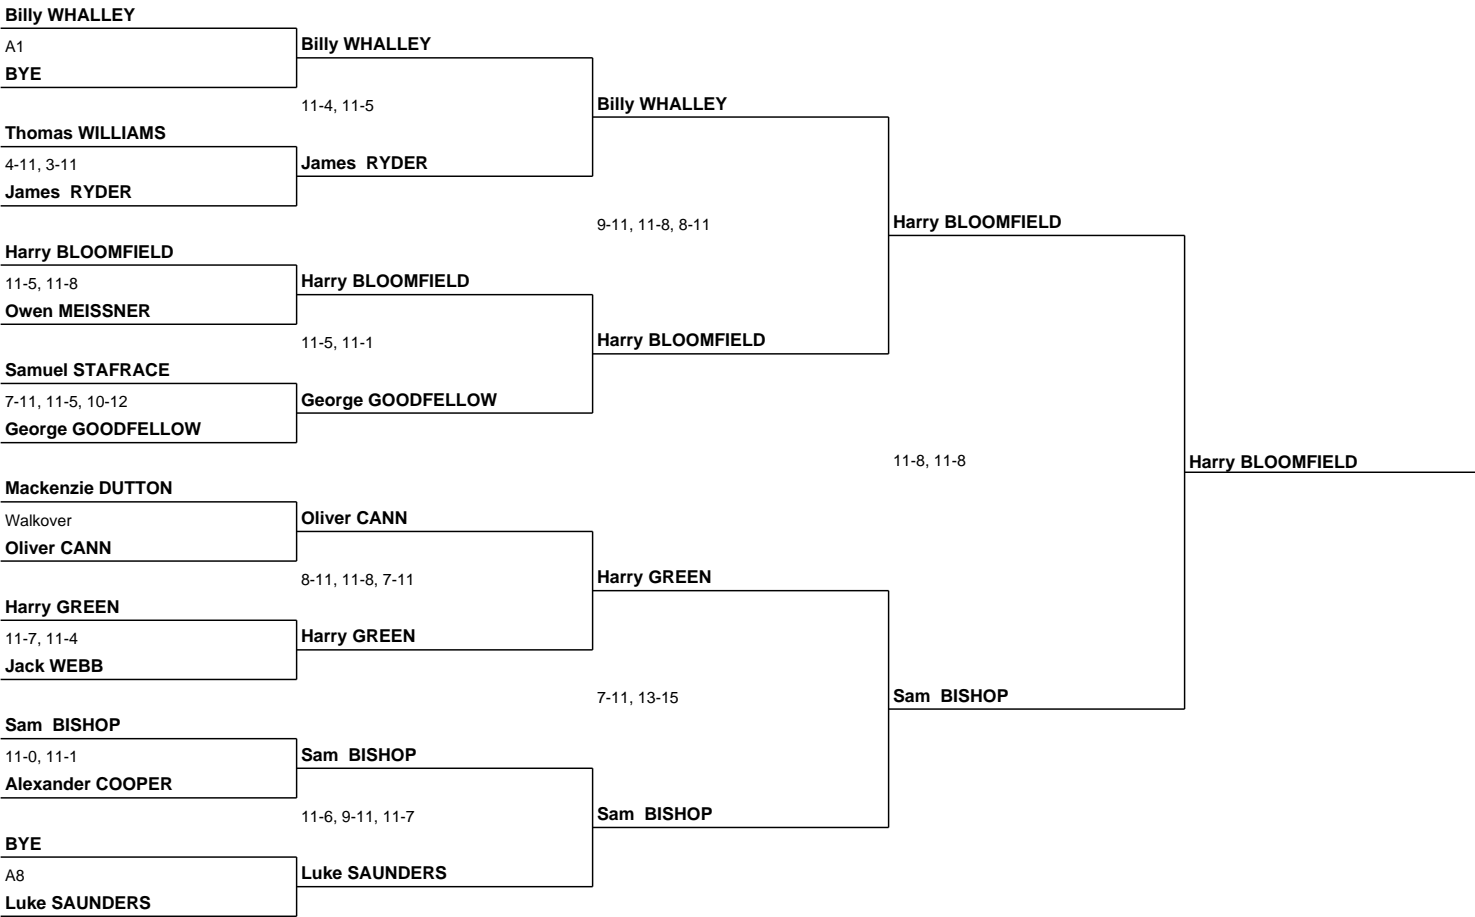 Billy WHALLEY
A1
BYE
Thomas WILLIAMS
4-11, 3-11
James  RYDER
Harry BLOOMFIELD
11-5, 11-8
Owen MEISSNER
Samuel STAFRACE
7-11, 11-5, 10-12
George GOODFELLOW
Mackenzie DUTTON
Walkover
Oliver CANN
Harry GREEN
11-7, 11-4
Jack WEBB
Sam  BISHOP
11-0, 11-1
Alexander COOPER
BYE
A8
Luke SAUNDERS
Billy WHALLEY
11-4, 11-5
James  RYDER
Harry BLOOMFIELD
11-5, 11-1
George GOODFELLOW
Oliver CANN
8-11, 11-8, 7-11
Harry GREEN
Sam  BISHOP
11-6, 9-11, 11-7
Luke SAUNDERS
Billy WHALLEY
9-11, 11-8, 8-11
Harry BLOOMFIELD
Harry GREEN
7-11, 13-15
Sam  BISHOP
Harry BLOOMFIELD
11-8, 11-8
Sam  BISHOP
Harry BLOOMFIELD